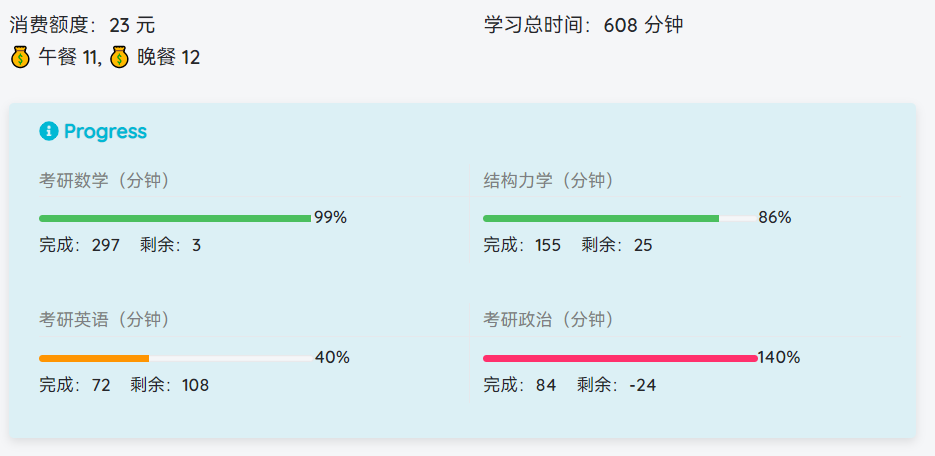 消费额度：23 元
学习总时间：608 分钟
💰 午餐 11, 💰 晚餐 12
Progress
考研数学（分钟）
99%
完成：297 剩余：3
结构力学（分钟）
86%
完成：155 剩余：25
考研英语（分钟）
40%
完成：72 剩余：108
考研政治（分钟）
140%
完成：84 剩余：-24